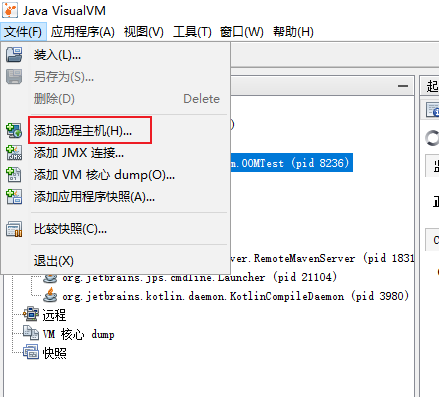 Java VisualVM
文件(F) 应用程序(A) 视图(V) 工具(T) 窗口(W) 帮助(H)
装入(L)...
另存为(S)...
删除(D) Delete
添加远程主机(H)...
添加 JMX 连接...
添加 VM 核心 dump(O)...
m.OOMTest (pid 8236)
添加应用程序快照(A)...
比较快照(C)...
退出(X)
ver.RemoteMavenServer (pid 1831
org.jetbrains.jps.cmdline.Launcher (pid 21104)
org.jetbrains.kotlin.daemon.KotlinCompileDaemon (pid 3980)
远程
VM 核心 dump
快照